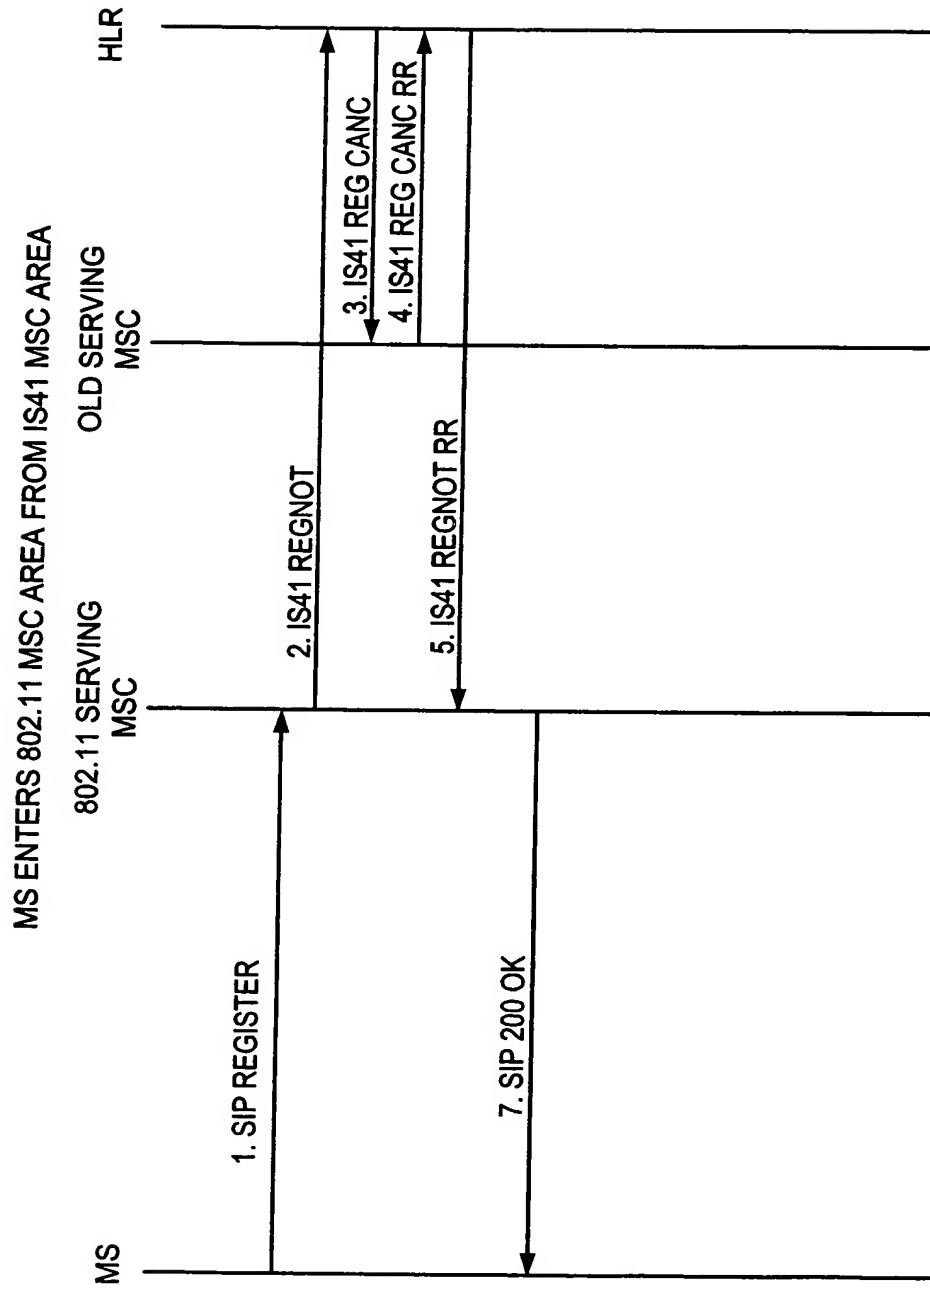 MS ENTERS 802.11 MSC AREA FROM IS41 MSC AREA
MS
802.11 SERVING
MSC
OLD SERVING
MSC
HLR
1. SIP REGISTER
2. IS41 REGNOT
3. IS41 REG CANC
4. IS41 REG CANC RR
5. IS41 REGNOT RR
7. SIP 200 OK